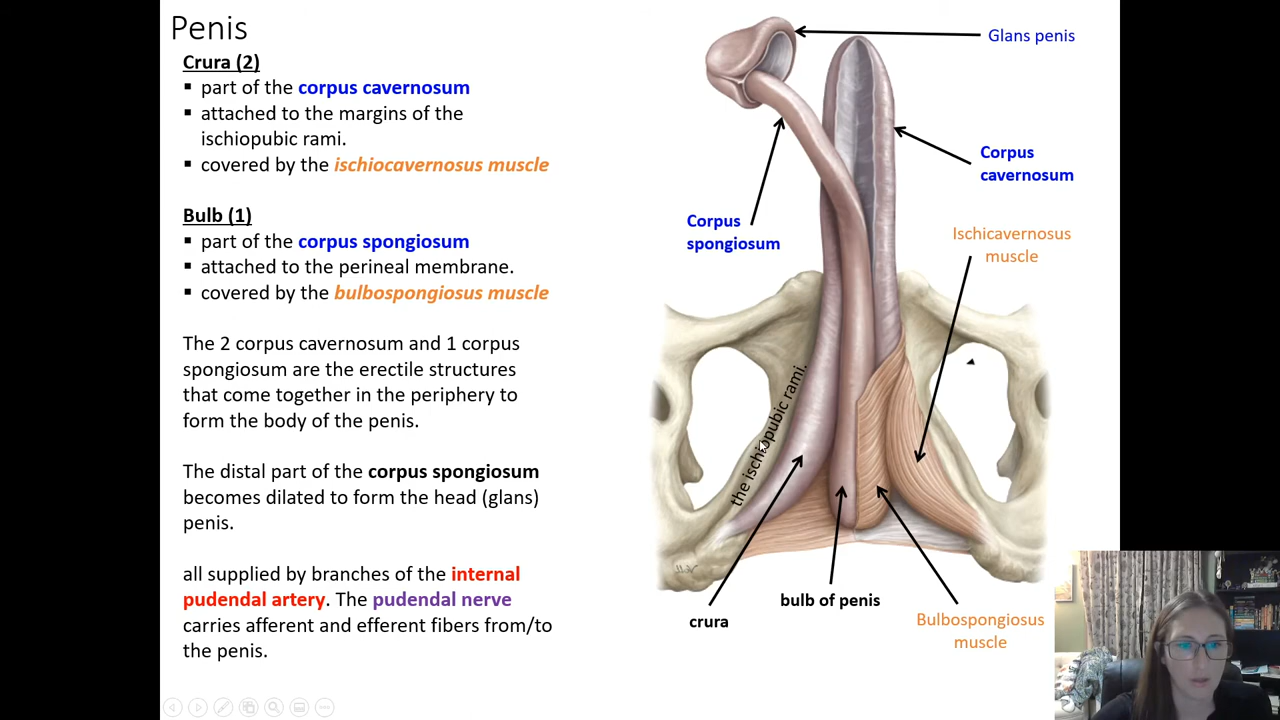 Penis
Crura (2)
▪ part of the corpus cavernosum
▪ attached to the margins of the
ischiopubic rami.
▪ covered by the ischiocavernosus muscle
Bulb (1)
▪ part of the corpus spongiosum
▪ attached to the perineal membrane.
▪ covered by the bulbospongiosus muscle
The 2 corpus cavernosum and 1 corpus
spongiosum are the erectile structures
that come together in the periphery to
form the body of the penis.
The distal part of the corpus spongiosum
becomes dilated to form the head (glans)
penis.
all supplied by branches of the internal
pudendal artery. The pudendal nerve
carries afferent and efferent fibers from/to
the penis.
Glans penis
Corpus
cavernosum
Corpus
spongiosum
Ischicavernosus
muscle
the ischiopubic rami.
crura
bulb of penis
Bulbospongiosus
muscle